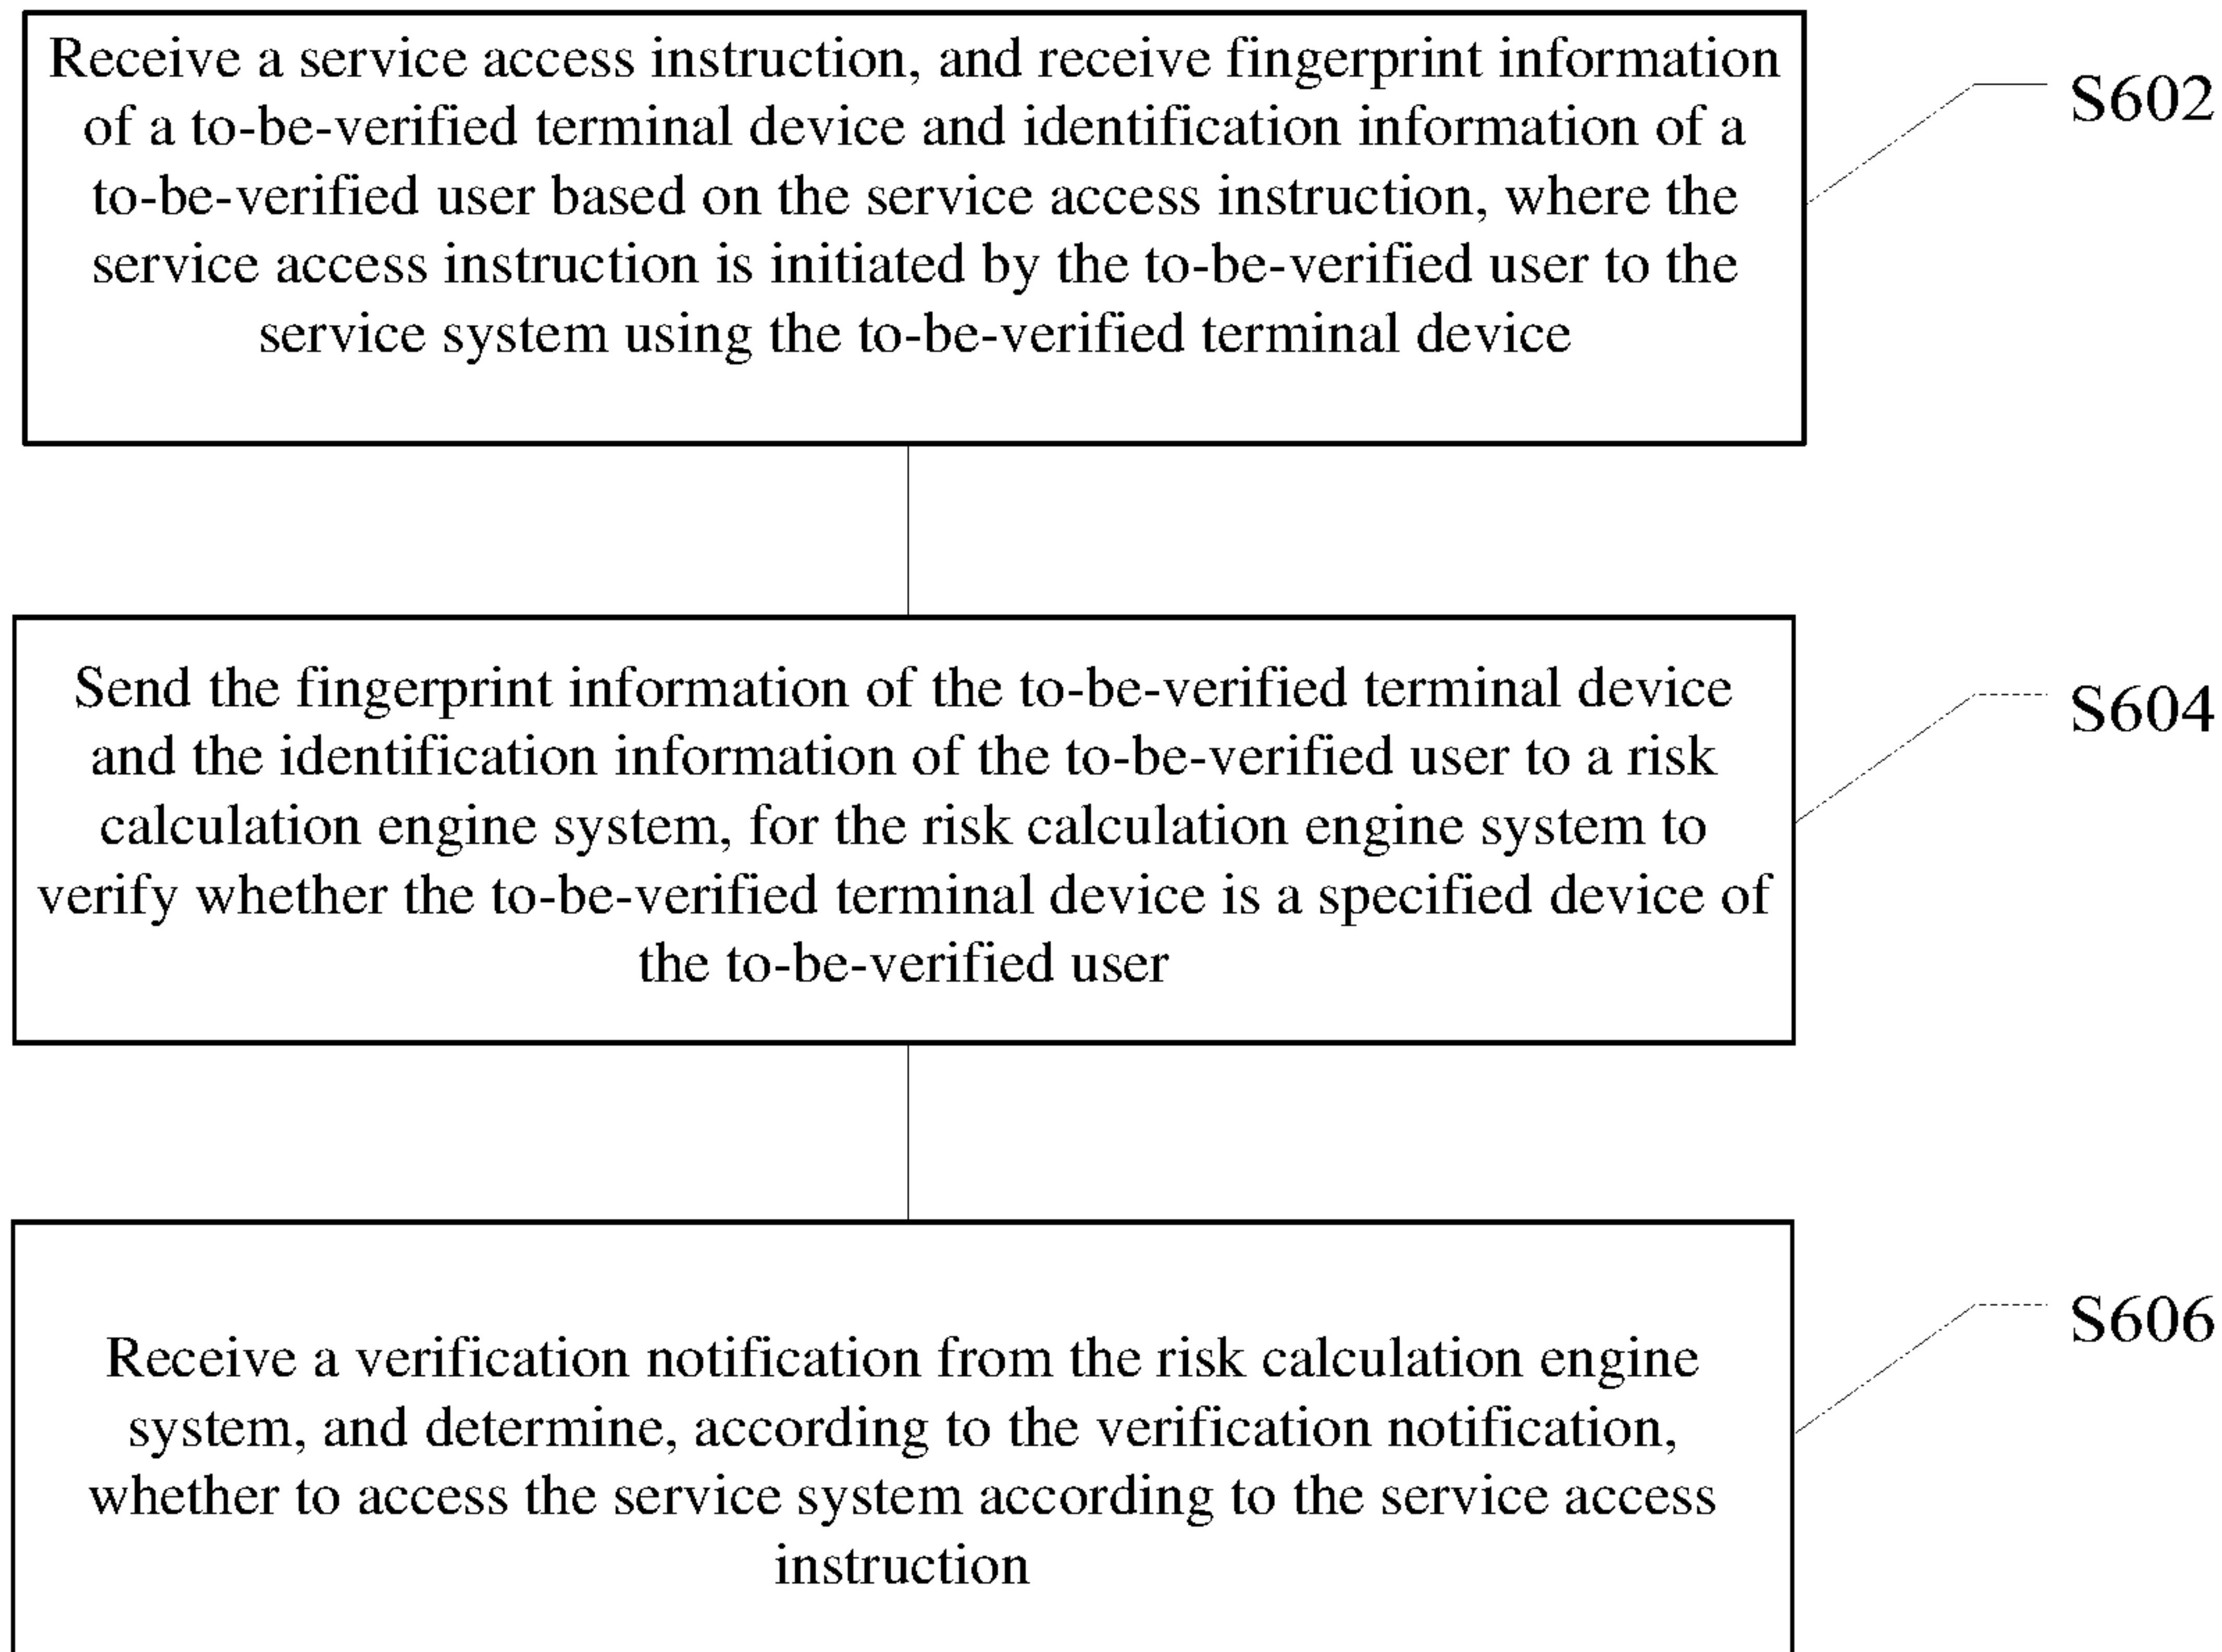 Receive a service access instruction, and receive fingerprint information
of a to-be-verified terminal device and identification information of a
to-be-verified user based on the service access instruction, where the
service access instruction is initiated by the to-be-verified user to the
service system using the to-be-verified terminal device
S602
Send the fingerprint information of the to-be-verified terminal device
and the identification information of the to-be-verified user to a risk
calculation engine system, for the risk calculation engine system to
verify whether the to-be-verified terminal device is a specified device of
the to-be-verified user
S604
Receive a verification notification from the risk calculation engine
system, and determine, according to the verification notification,
whether to access the service system according to the service access
instruction
S606